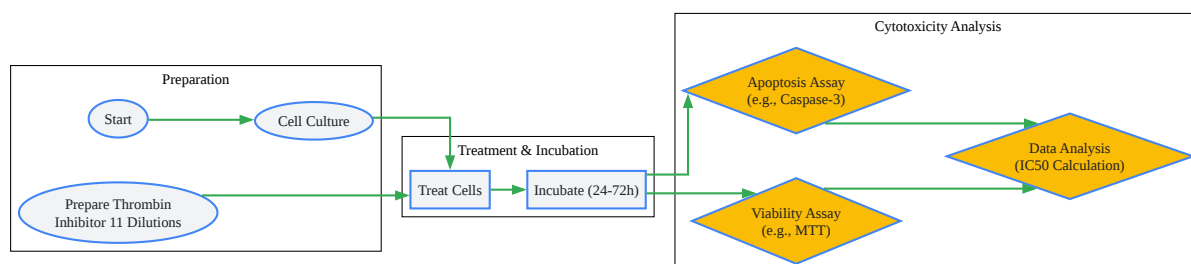 Preparation
Start
Cell Culture
Prepare Thrombin
Inhibitor 11 Dilutions
Treatment & Incubation
Treat Cells
Incubate (24-72h)
Cytotoxicity Analysis
Apoptosis Assay
(e.g., Caspase-3)
Viability Assay
(e.g., MTT)
Data Analysis
(IC50 Calculation)